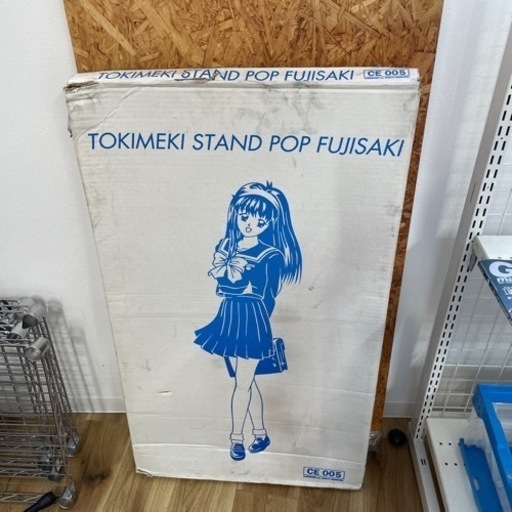 TOKIMEKI STAND POP FUJISAKI CE 005
TOKIMEKI STAND POP FUJISAKI
CE 005